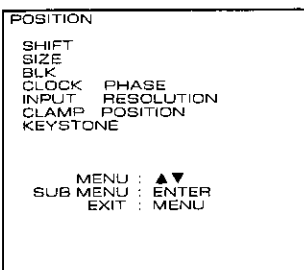 POSITION
SHIFT
SIZE
BLK
CLOCK PHASE
INPUT RESOLUTION
CLAMP POSITION
KEYSTONE
MENU : ▲▼
SUB MENU : ENTER
EXIT : MENU